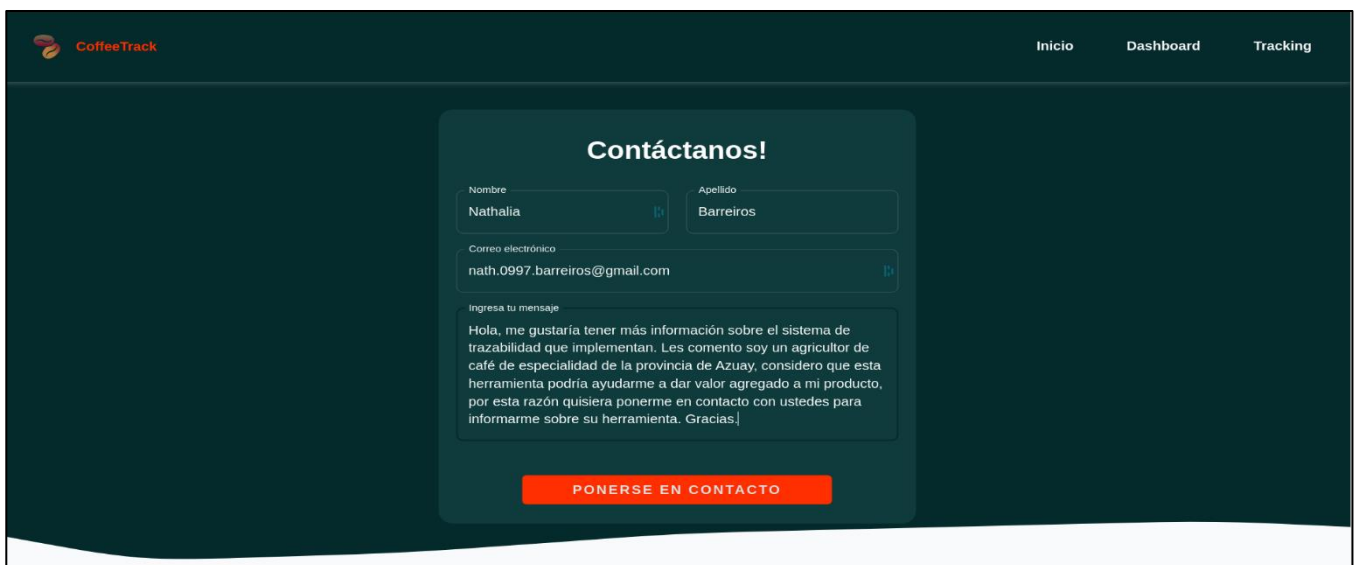 CoffeeTrack
Inicio Dashboard Tracking
Contáctanos!
Nombre Apellido
Nathalia Barreiros
Correo electrónico
nath.0997.barreiros@gmail.com
Ingresa tu mensaje
Hola, me gustaría tener más información sobre el sistema de
trazabilidad que implementan. Les comento soy un agricultor de
café de especialidad de la provincia de Azuay, considero que esta
herramienta podría ayudarme a dar valor agregado a mi producto,
por esta razón quisiera ponerme en contacto con ustedes para
informarme sobre su herramienta. Gracias.
PONERSE EN CONTACTO